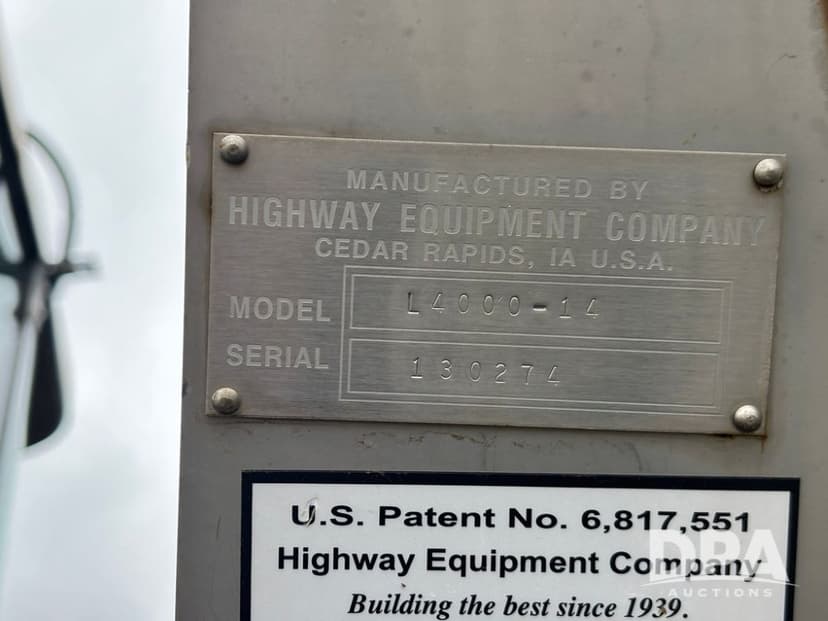 MANUFACTURED BY
HIGHWAY EQUIPMENT COMPANY
CEDAR RAPIDS, IA U.S.A.
MODEL L4000-14
SERIAL 130274
U.S. Patent No. 6,817,551
Highway Equipment Company
Building the best since 1939.
DPA
AUCTIONS